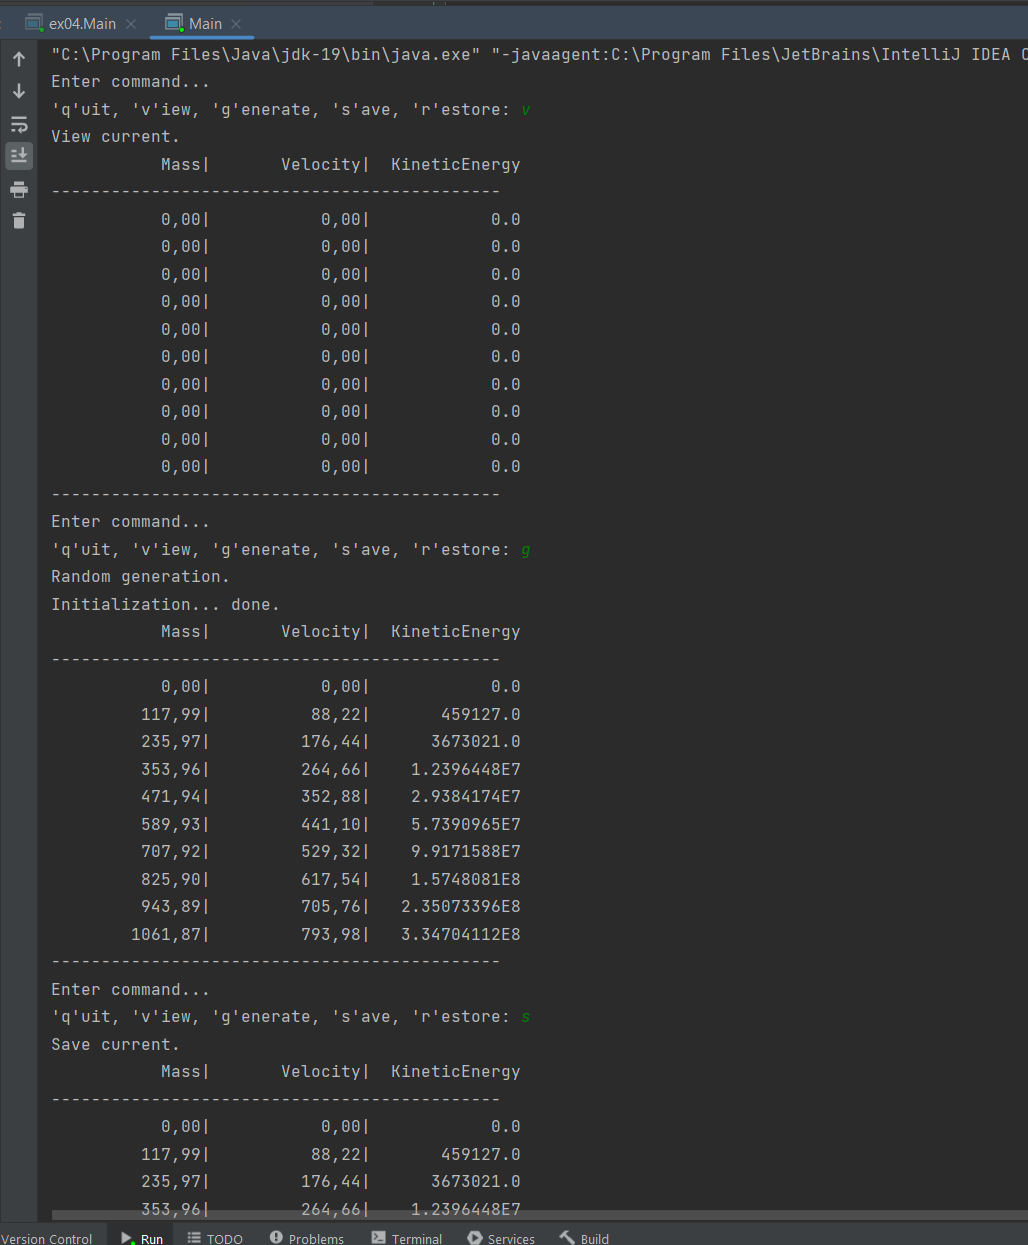 ex04.Main Main
"C:\Program Files\Java\jdk-19\bin\java.exe" "-javaagent:C:\Program Files\JetBrains\IntelliJ IDEA
Enter command...
'q'uit, 'v'iew, 'g'enerate, 's'ave, 'r'estore: v
View current.
Mass| Velocity| KineticEnergy
---------------------------------------------
0,00| 0,00| 0.0
0,00| 0,00| 0.0
0,00| 0,00| 0.0
0,00| 0,00| 0.0
0,00| 0,00| 0.0
0,00| 0,00| 0.0
0,00| 0,00| 0.0
0,00| 0,00| 0.0
0,00| 0,00| 0.0
0,00| 0,00| 0.0
---------------------------------------------
Enter command...
'q'uit, 'v'iew, 'g'enerate, 's'ave, 'r'estore: g
Random generation.
Initialization... done.
Mass| Velocity| KineticEnergy
---------------------------------------------
0,00| 0,00| 0.0
117,99| 88,22| 459127.0
235,97| 176,44| 3673021.0
353,96| 264,66| 1.2396448E7
471,94| 352,88| 2.9384174E7
589,93| 441,10| 5.7390965E7
707,92| 529,32| 9.9171588E7
825,90| 617,54| 1.5748081E8
943,89| 705,76| 2.35073396E8
1061,87| 793,98| 3.34704112E8
---------------------------------------------
Enter command...
'q'uit, 'v'iew, 'g'enerate, 's'ave, 'r'estore: s
Save current.
Mass| Velocity| KineticEnergy
---------------------------------------------
0,00| 0,00| 0.0
117,99| 88,22| 459127.0
235,97| 176,44| 3673021.0
353,96| 264,66| 1.2396448E7
Version Control Run TODO Problems Terminal Services Build